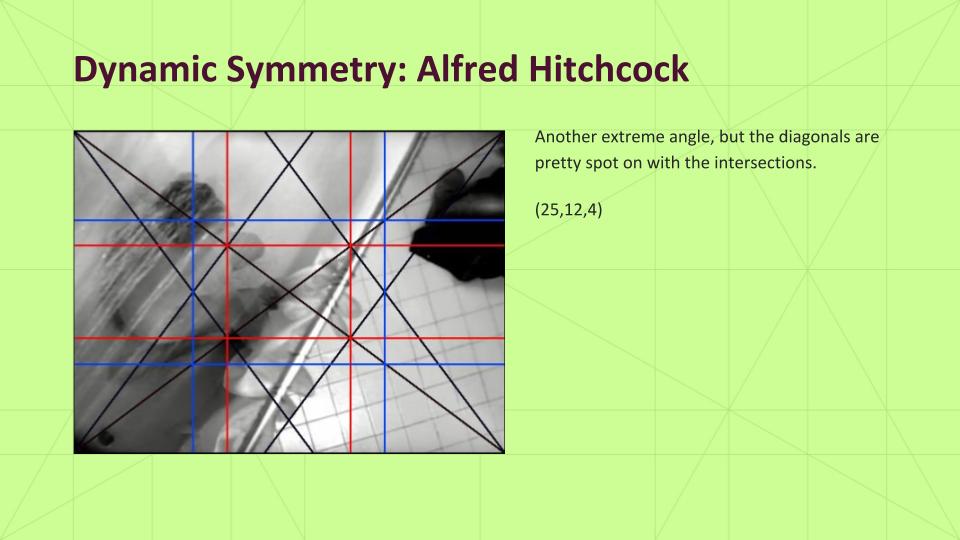 Dynamic Symmetry: Alfred Hitchcock
Another extreme angle, but the diagonals are
pretty spot on with the intersections.
(25,12,4)